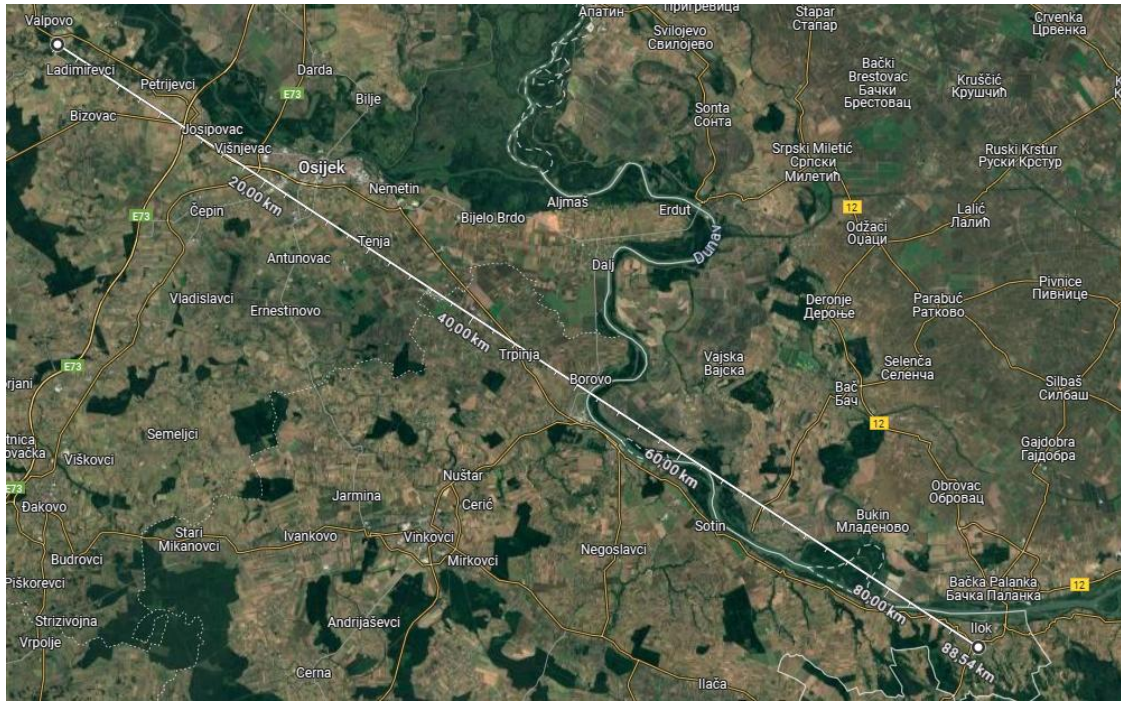 Апатин
Пригревица
Stapar
Стапар
Crvenka
Црвенка
Valpovo
Svilojevo
Свилојево
Ladimirevci
Darda
Petrijevci
Bački
Brestovac
Бачки
Брестовац
Kruščić
Крушчић
E73
Bilje
Bizovac
Sonta
Сонта
Josipovac
Višnjevac
Osijek
Srpski Miletić
Српски
Милетић
Ruski Krstur
Руски Крстур
20,00 km
Nemetin
Aljmaš
Erdut
12
Lalić
Лалић
E73
Čepin
Bijelo Brdo
Odžaci
Оџаци
Tenja
Dunav
Antunovac
Dalj
Pivnice
Пивнице
Vladislavci
Ernestinovo
Deronje
Дероње
Parabuć
Ратково
40,00 km
Trpinja
Vajska
Вајска
Selenča
Селенча
E73
Borovo
Bač
Бач
Silbaš
Силбаш
orjani
12
tnica
ovačka
Semeljci
Gajdobra
Гајдобра
Viškovci
60,00 km
Nuštar
E73
Jarmina
Cerić
Obrovac
Обровац
Đakovo
Stari
Mikanovci
Ivankovo
Vinkovci
Sotin
Bukin
Младеново
Budrovci
Mirkovci
Negoslavci
Piškorevci
80,00 km
Bačka Palanka
Бачка Паланка
12
Strizivojna
Andrijaševci
Ilok
Vrpolje
88,54 km
Cerna
Ilača